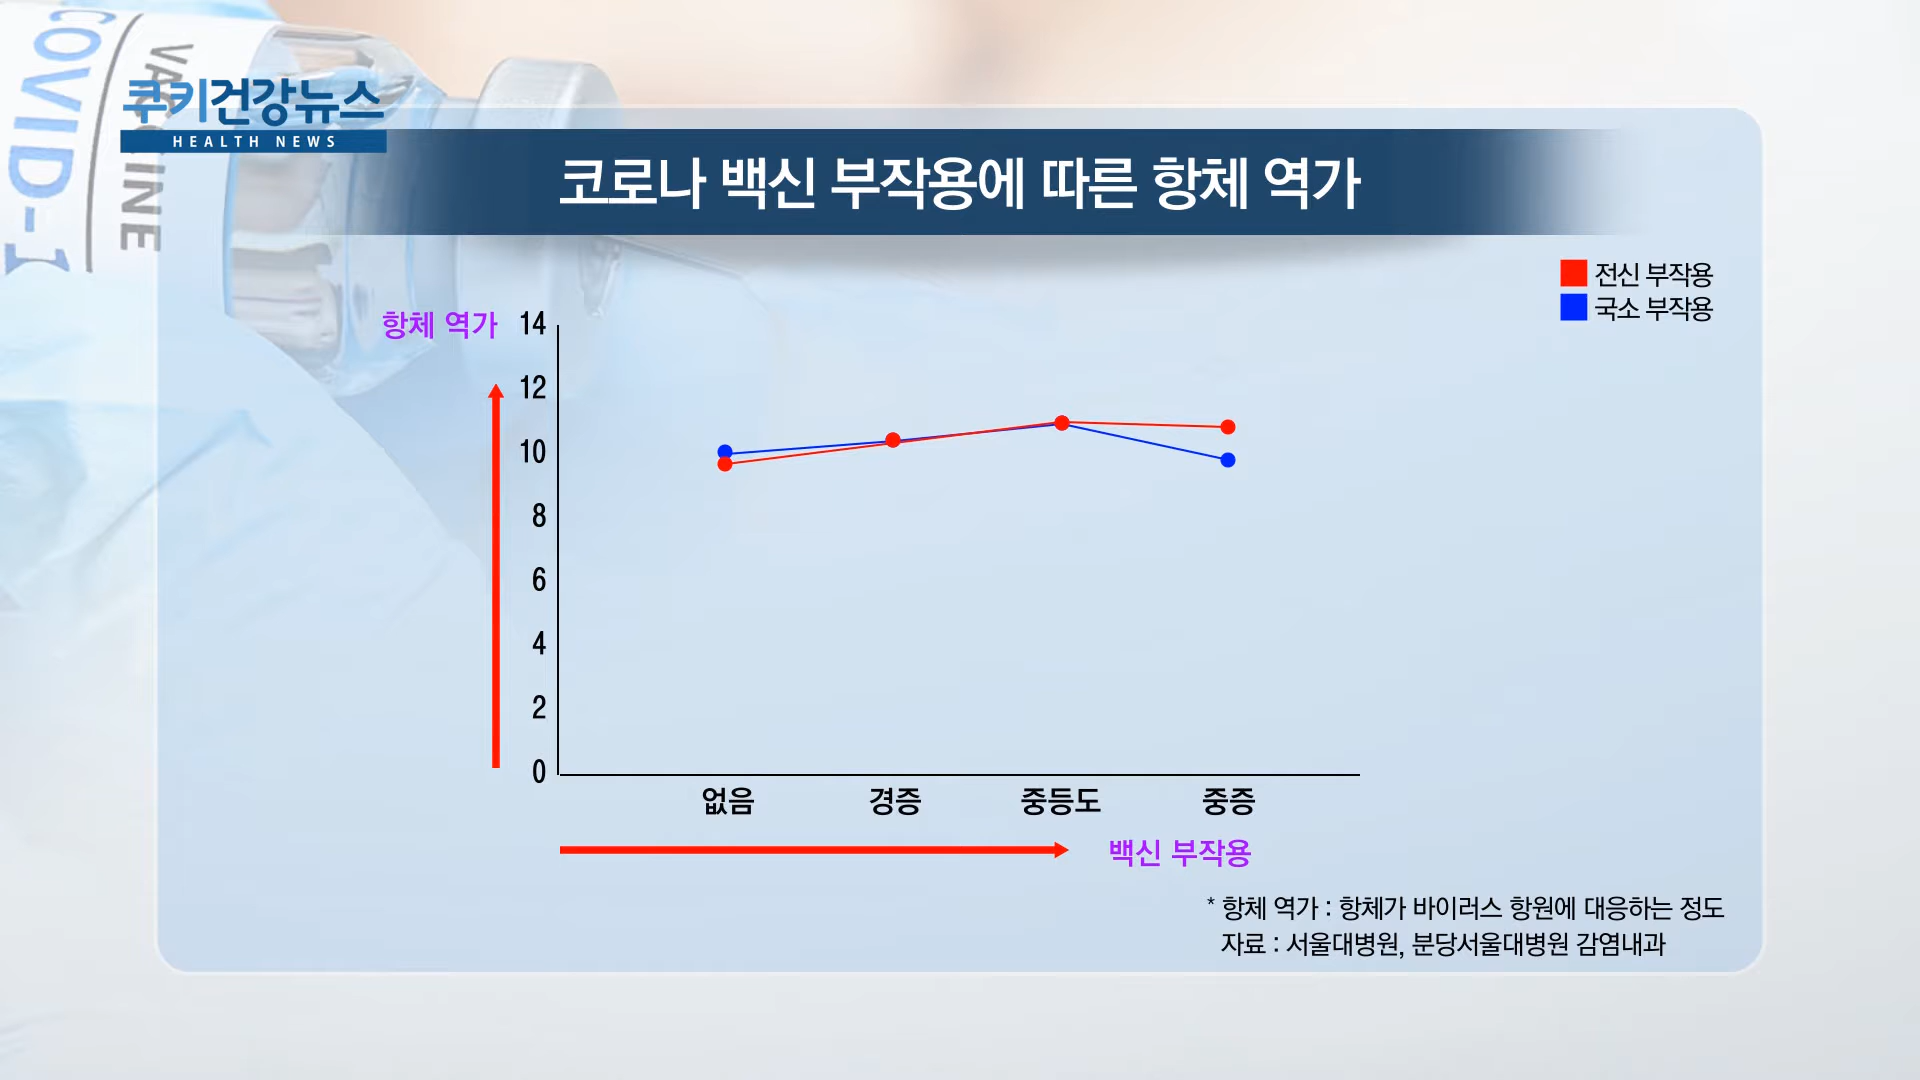 COVID-1
VACCINE
쿠키건강뉴스
HEALTH NEWS
코로나 백신 부작용에 따른 항체 역가
전신 부작용
국소 부작용
항체 역가
14
12
10
8
6
4
2
0
없음 경증 중등도 중증
백신 부작용
* 항체 역가 : 항체가 바이러스 항원에 대응하는 정도
자료 : 서울대병원, 분당서울대병원 감염내과